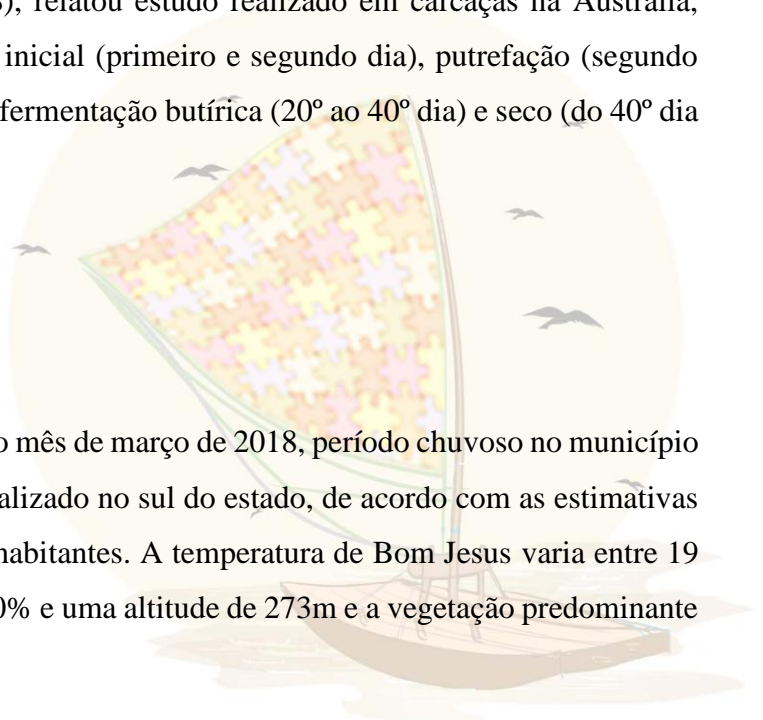 ), relatou estudo realizado em carcaças na Austrália,
inicial (primeiro e segundo dia), putrefação (segundo
fermentação butírica (20º ao 40º dia) e seco (do 40º dia
mês de março de 2018, período chuvoso no município
alizado no sul do estado, de acordo com as estimativas
habitantes. A temperatura de Bom Jesus varia entre 19
0% e uma altitude de 273m e a vegetação predominante